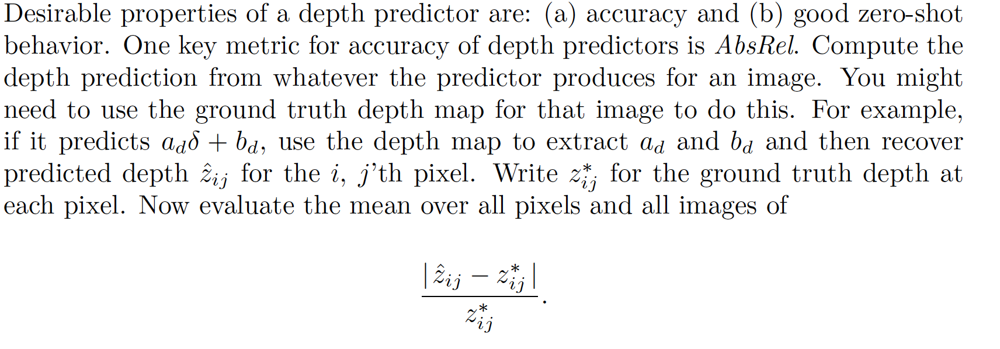 Desirable properties of a depth predictor are: (a) accuracy and (b) good zero-shot
behavior. One key metric for accuracy of depth predictors is AbsRel. Compute the
depth prediction from whatever the predictor produces for an image. You might
need to use the ground truth depth map for that image to do this. For example,
if it predicts $a_d\delta + b_d$, use the depth map to extract $a_d$ and $b_d$ and then recover
predicted depth $\hat{z}_{ij}$ for the $i$, $j$'th pixel. Write $z^*_{ij}$ for the ground truth depth at
each pixel. Now evaluate the mean over all pixels and all images of
$\frac{|\hat{z}_{ij} - z^*_{ij}|}{z^*_{ij}}.$